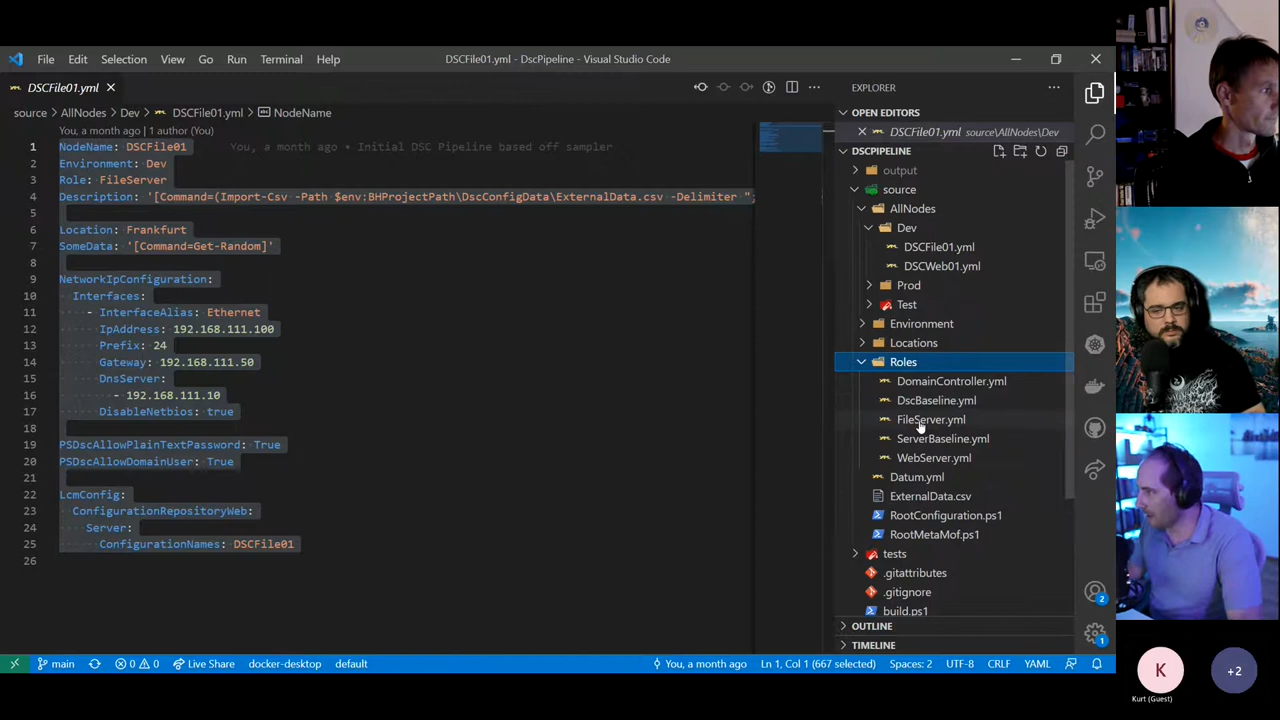 File Edit Selection View Go Run Terminal Help
DSCFile01.yml - DscPipeline - Visual Studio Code
DSCFile01.yml
source > AllNodes > Dev > DSCFile01.yml > NodeName
You, a month ago | 1 author (You)
1 NodeName: DSCFile01 You, a month ago • Initial DSC Pipeline based off sampler
2 Environment: Dev
3 Role: FileServer
4 Description: '[Command=(Import-Csv -Path $env:BHProjectPath\DscConfigData\ExternalData.csv -Delimiter ";
5
6 Location: Frankfurt
7 SomeData: '[Command=Get-Random]'
8
9 NetworkIpConfiguration:
10 Interfaces:
11 - InterfaceAlias: Ethernet
12 IpAddress: 192.168.111.100
13 Prefix: 24
14 Gateway: 192.168.111.50
15 DnsServer:
16 - 192.168.111.10
17 DisableNetbios: true
18
19 PSDscAllowPlainTextPassword: True
20 PSDscAllowDomainUser: True
21
22 LcmConfig:
23 ConfigurationRepositoryWeb:
24 Server:
25 ConfigurationNames: DSCFile01
26
EXPLORER
OPEN EDITORS
DSCFile01.yml source\AllNodes\Dev
DSCPIPELINE
output
source
AllNodes
Dev
DSCFile01.yml
DSCWeb01.yml
Prod
Test
Environment
Locations
Roles
DomainController.yml
DscBaseline.yml
FileServer.yml
ServerBaseline.yml
WebServer.yml
Datum.yml
ExternalData.csv
RootConfiguration.ps1
RootMetaMof.ps1
tests
.gitattributes
.gitignore
build.ps1
OUTLINE
TIMELINE
2
1
main 0 0 Live Share docker-desktop default
You, a month ago Ln 1, Col 1 (667 selected) Spaces: 2 UTF-8 CRLF YAML
K
Kurt (Guest)
+2